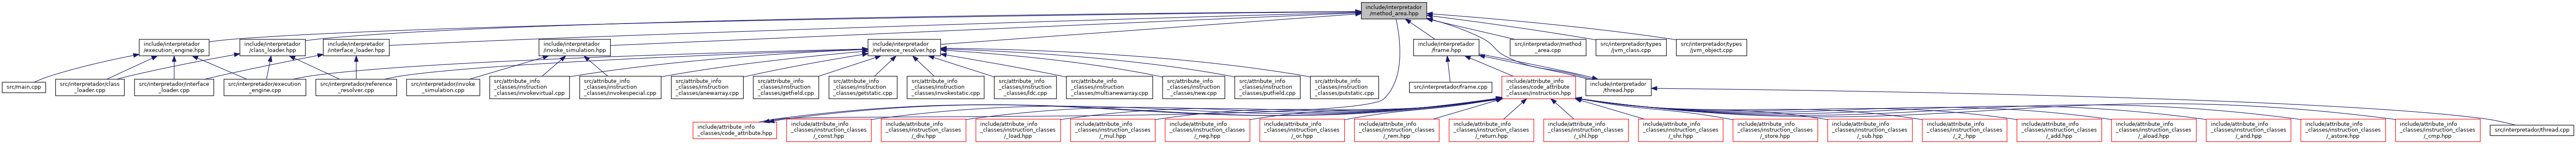 include/interpretador
/method_area.hpp
include/interpretador
/execution_engine.hpp
include/interpretador
/class_loader.hpp
include/interpretador
/interface_loader.hpp
include/interpretador
/invoke_simulation.hpp
include/interpretador
/reference_resolver.hpp
include/interpretador
/frame.hpp
src/interpretador/method
_area.cpp
src/interpretador/types
/jvm_class.cpp
src/interpretador/types
/jvm_object.cpp
src/main.cpp
src/interpretador/class
_loader.cpp
src/interpretador/interface
_loader.cpp
src/interpretador/execution
_engine.cpp
src/interpretador/reference
_resolver.cpp
src/interpretador/invoke
_simulation.cpp
src/attribute_info
_classes/instruction
_classes/invokevirtual.cpp
src/attribute_info
_classes/instruction
_classes/invokespecial.cpp
src/attribute_info
_classes/instruction
_classes/anewarray.cpp
src/attribute_info
_classes/instruction
_classes/getfield.cpp
src/attribute_info
_classes/instruction
_classes/getstatic.cpp
src/attribute_info
_classes/instruction
_classes/invokestatic.cpp
src/attribute_info
_classes/instruction
_classes/ldc.cpp
src/attribute_info
_classes/instruction
_classes/multianewarray.cpp
src/attribute_info
_classes/instruction
_classes/new.cpp
src/attribute_info
_classes/instruction
_classes/putfield.cpp
src/attribute_info
_classes/instruction
_classes/putstatic.cpp
src/interpretador/frame.cpp
include/attribute_info
_classes/code_attribute
_classes/instruction.hpp
include/interpretador
/thread.hpp
include/attribute_info
_classes/code_attribute.hpp
include/attribute_info
_classes/instruction_classes
/_const.hpp
include/attribute_info
_classes/instruction_classes
/_div.hpp
include/attribute_info
_classes/instruction_classes
/_load.hpp
include/attribute_info
_classes/instruction_classes
/_mul.hpp
include/attribute_info
_classes/instruction_classes
/_neg.hpp
include/attribute_info
_classes/instruction_classes
/_or.hpp
include/attribute_info
_classes/instruction_classes
/_rem.hpp
include/attribute_info
_classes/instruction_classes
/_return.hpp
include/attribute_info
_classes/instruction_classes
/_shl.hpp
include/attribute_info
_classes/instruction_classes
/_shr.hpp
include/attribute_info
_classes/instruction_classes
/_store.hpp
include/attribute_info
_classes/instruction_classes
/_sub.hpp
include/attribute_info
_classes/instruction_classes
/_2_.hpp
include/attribute_info
_classes/instruction_classes
/_add.hpp
include/attribute_info
_classes/instruction_classes
/_aload.hpp
include/attribute_info
_classes/instruction_classes
/_and.hpp
include/attribute_info
_classes/instruction_classes
/_astore.hpp
include/attribute_info
_classes/instruction_classes
/_cmp.hpp
src/interpretador/thread.cpp